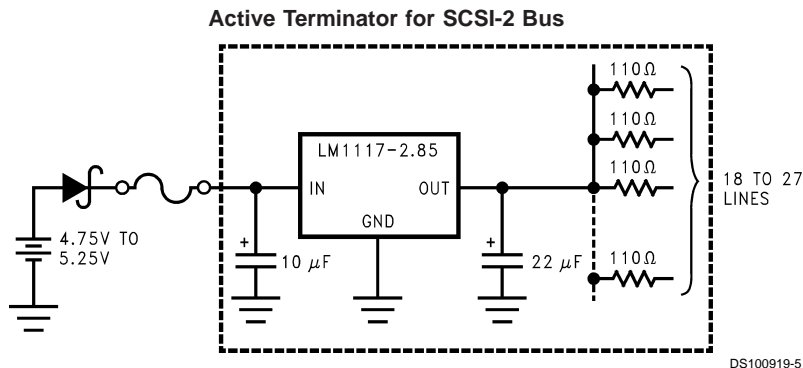 Active Terminator for SCSI-2 Bus
110Ω
110Ω
LM1117-2.85
110Ω
IN
OUT
18 TO 27
LINES
GND
4.75V TO
5.25V
+
10 μF
+
22 μF
110Ω
DS100919-5